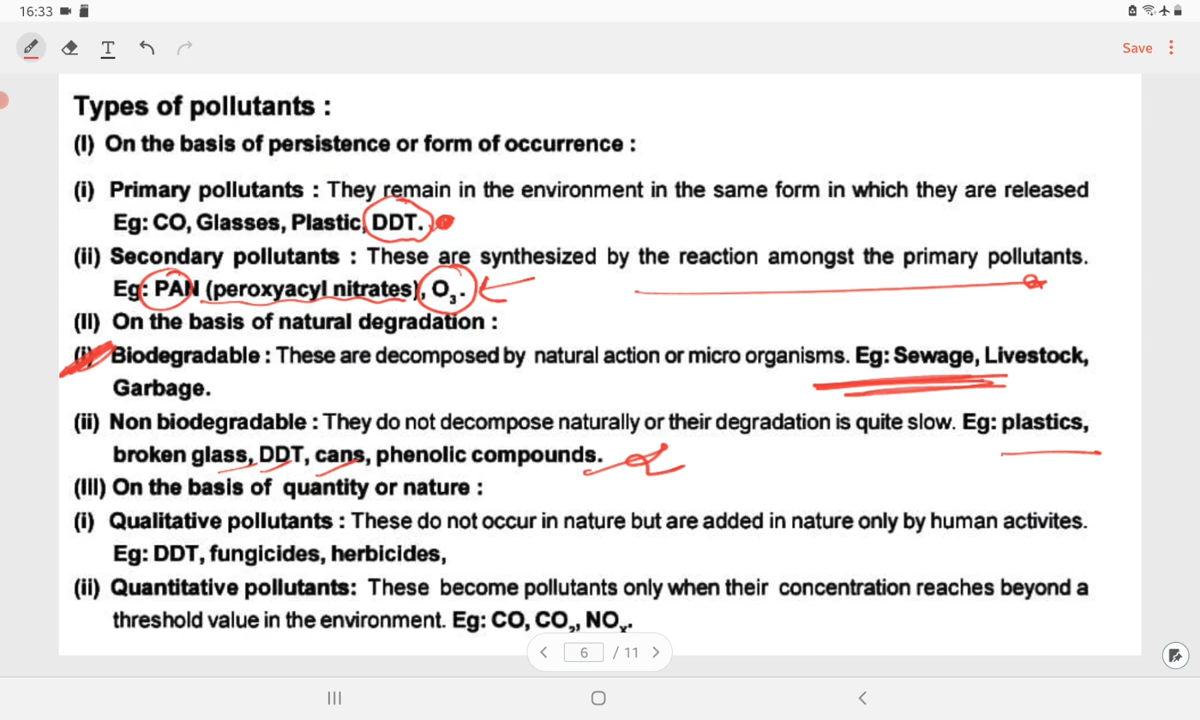 16:33
T
Save
Types of pollutants :
(I) On the basis of persistence or form of occurrence :
(i) Primary pollutants : They remain in the environment in the same form in which they are released
Eg: CO, Glasses, Plastic, DDT.
(ii) Secondary pollutants : These are synthesized by the reaction amongst the primary pollutants.
Eg: PAN (peroxyacyl nitrates), O₃.
(II) On the basis of natural degradation :
(i) Biodegradable : These are decomposed by natural action or micro organisms. Eg: Sewage, Livestock,
Garbage.
(ii) Non biodegradable : They do not decompose naturally or their degradation is quite slow. Eg: plastics,
broken glass, DDT, cans, phenolic compounds.
(III) On the basis of quantity or nature :
(i) Qualitative pollutants : These do not occur in nature but are added in nature only by human activites.
Eg: DDT, fungicides, herbicides,
(ii) Quantitative pollutants: These become pollutants only when their concentration reaches beyond a
threshold value in the environment. Eg: CO, CO₂, NOₓ.
6 / 11